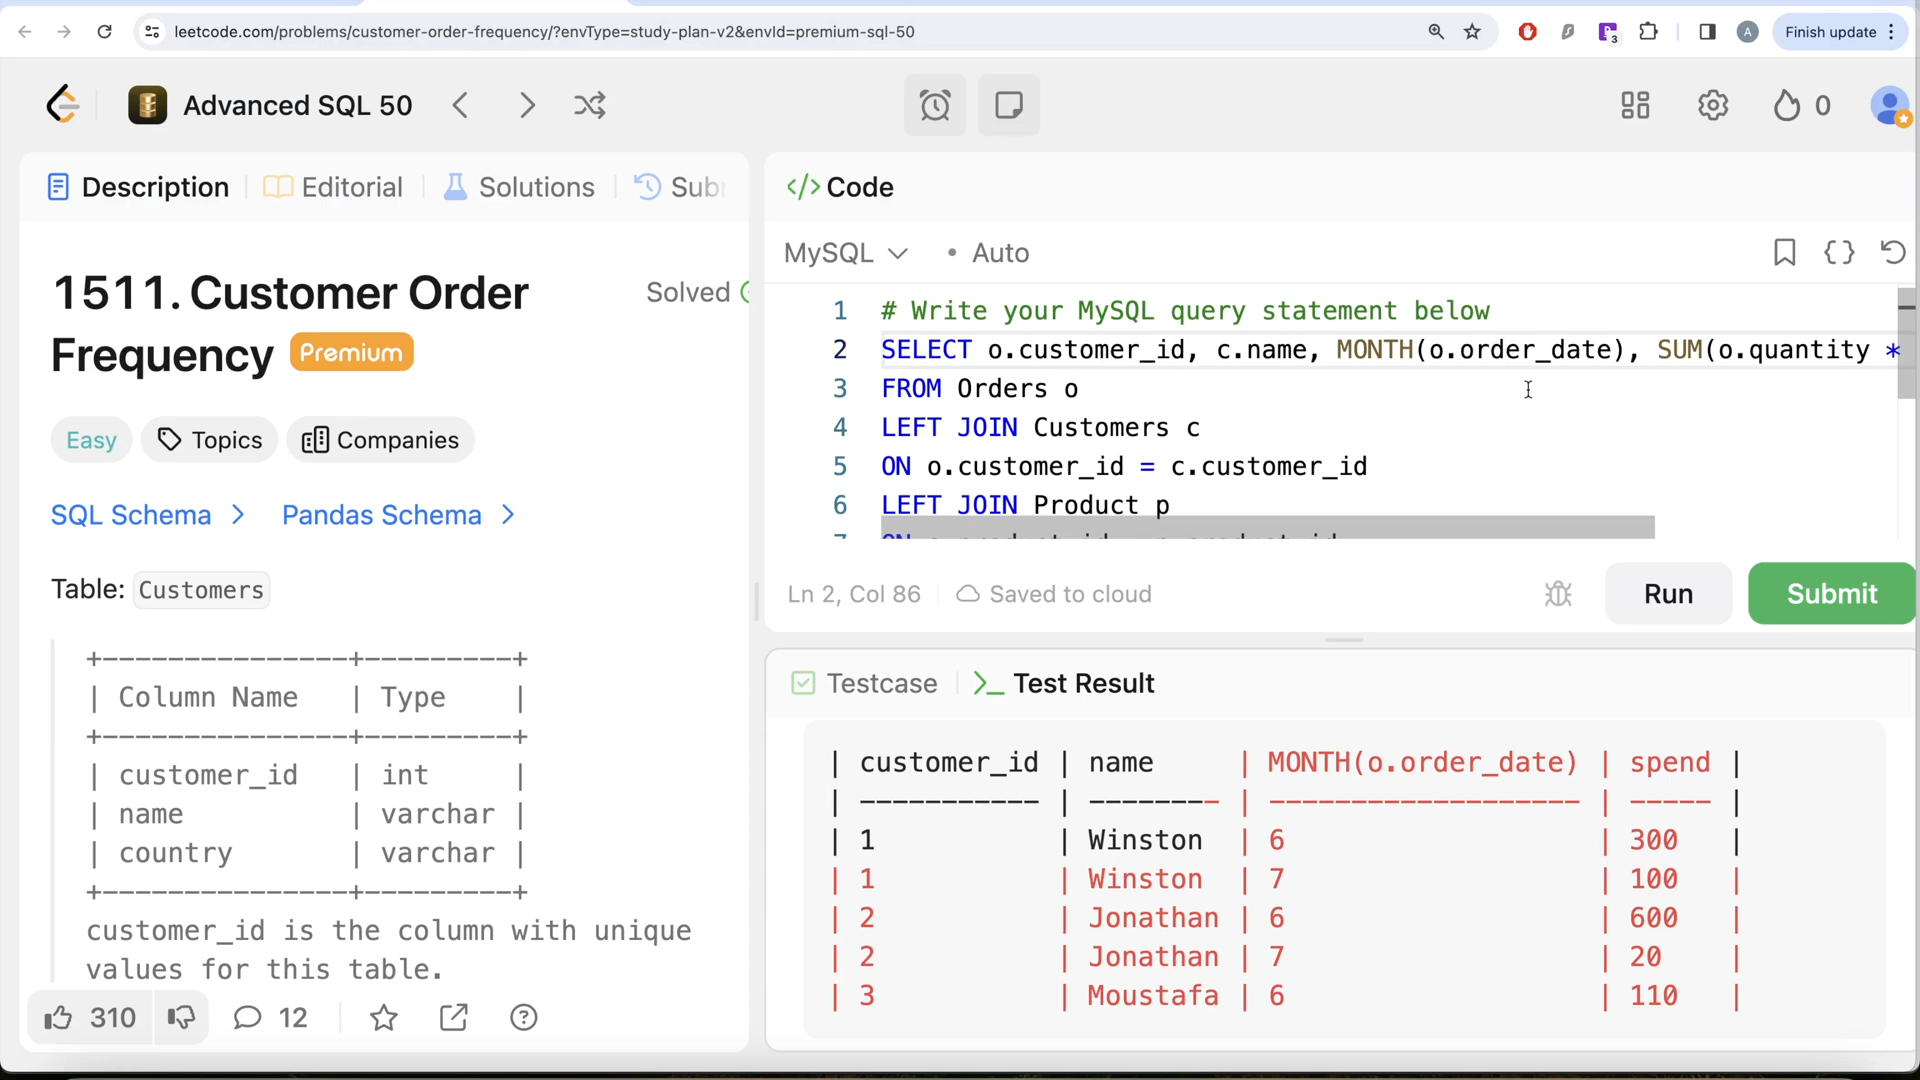 leetcode.com/problems/customer-order-frequency/?envType=study-plan-v2&envId=premium-sql-50
3
A
Finish update
Advanced SQL 50
0
Description
Editorial
Solutions
1511. Customer Order Frequency
Premium
Solved
Easy
Topics
Companies
SQL Schema
Pandas Schema
Table: Customers
+---------------+---------+
| Column Name   | Type    |
+---------------+---------+
| customer_id   | int     |
| name          | varchar |
| country       | varchar |
+---------------+---------+
customer_id is the column with unique
values for this table.
310
12
</> Code
MySQL
• Auto
1 # Write your MySQL query statement below
2 SELECT o.customer_id, c.name, MONTH(o.order_date), SUM(o.quantity *
3 FROM Orders o
4 LEFT JOIN Customers c
5 ON o.customer_id = c.customer_id
6 LEFT JOIN Product p
Ln 2, Col 86
Saved to cloud
Run
Submit
Testcase
>_ Test Result
| customer_id | name     | MONTH(o.order_date) | spend |
| ----------- | -------- | ------------------- | ----- |
| 1           | Winston  | 6                   | 300   |
| 1           | Winston  | 7                   | 100   |
| 2           | Jonathan | 6                   | 600   |
| 2           | Jonathan | 7                   | 20    |
| 3           | Moustafa | 6                   | 110   |